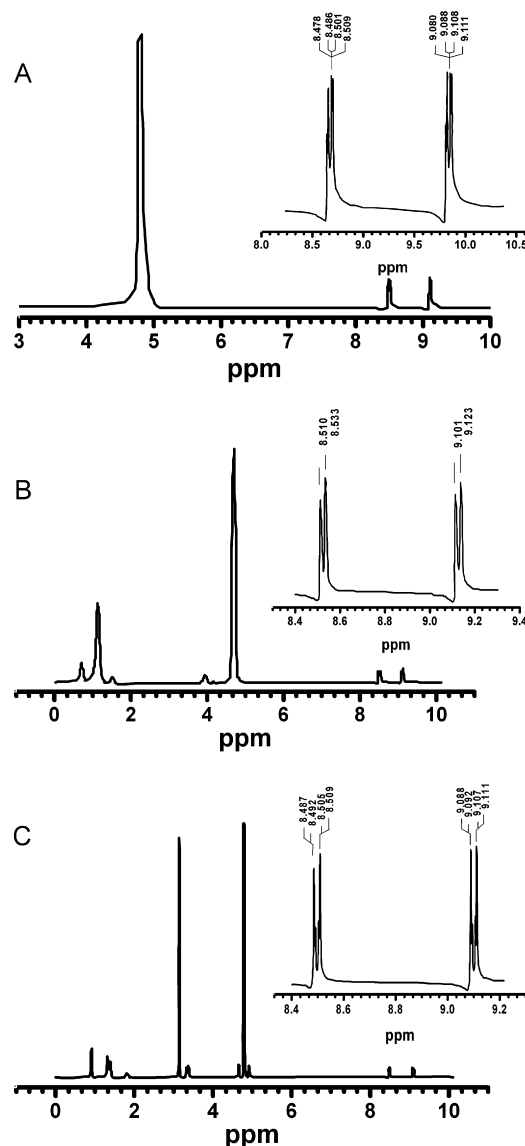 A
8.478 8.486 8.501 8.509 9.080 9.088 9.108 9.111
8.0 8.5 9.0 9.5 10.0 10.5
ppm
3 4 5 6 7 8 9 10
ppm
B
8.510 8.533 9.101 9.123
8.4 8.6 8.8 9.0 9.2 9.4
ppm
0 2 4 6 8 10
ppm
C
8.487 8.492 8.505 8.509 9.088 9.092 9.107 9.111
8.4 8.6 8.8 9.0 9.2
ppm
0 2 4 6 8 10
ppm